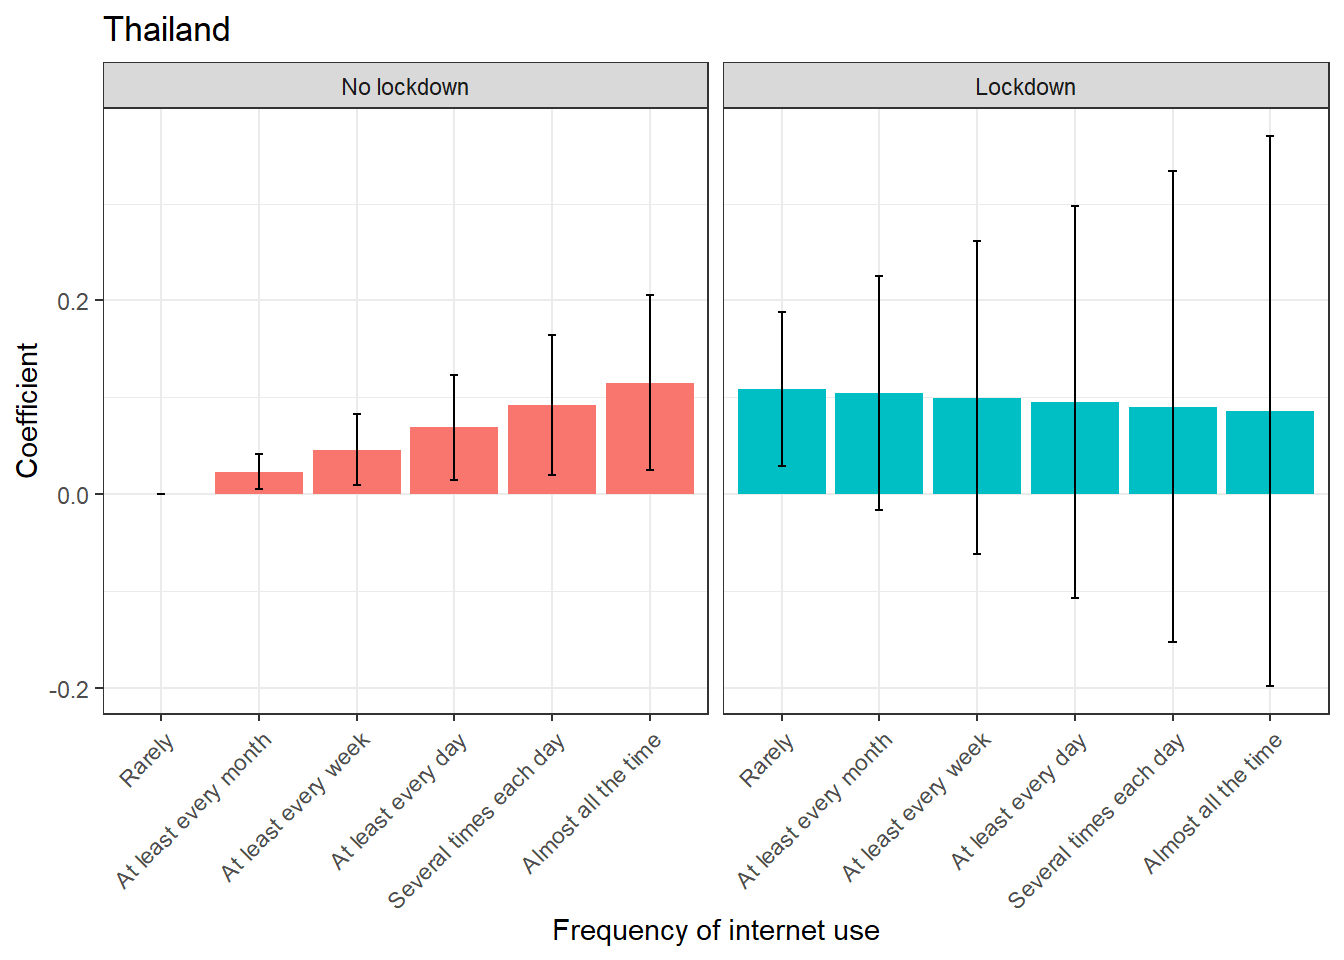 Thailand
No lockdown
Lockdown
Coefficient
0.2
0.0
-0.2
Rarely
At least every month
At least every week
At least every day
Several times each day
Almost all the time
Rarely
At least every month
At least every week
At least every day
Several times each day
Almost all the time
Frequency of internet use